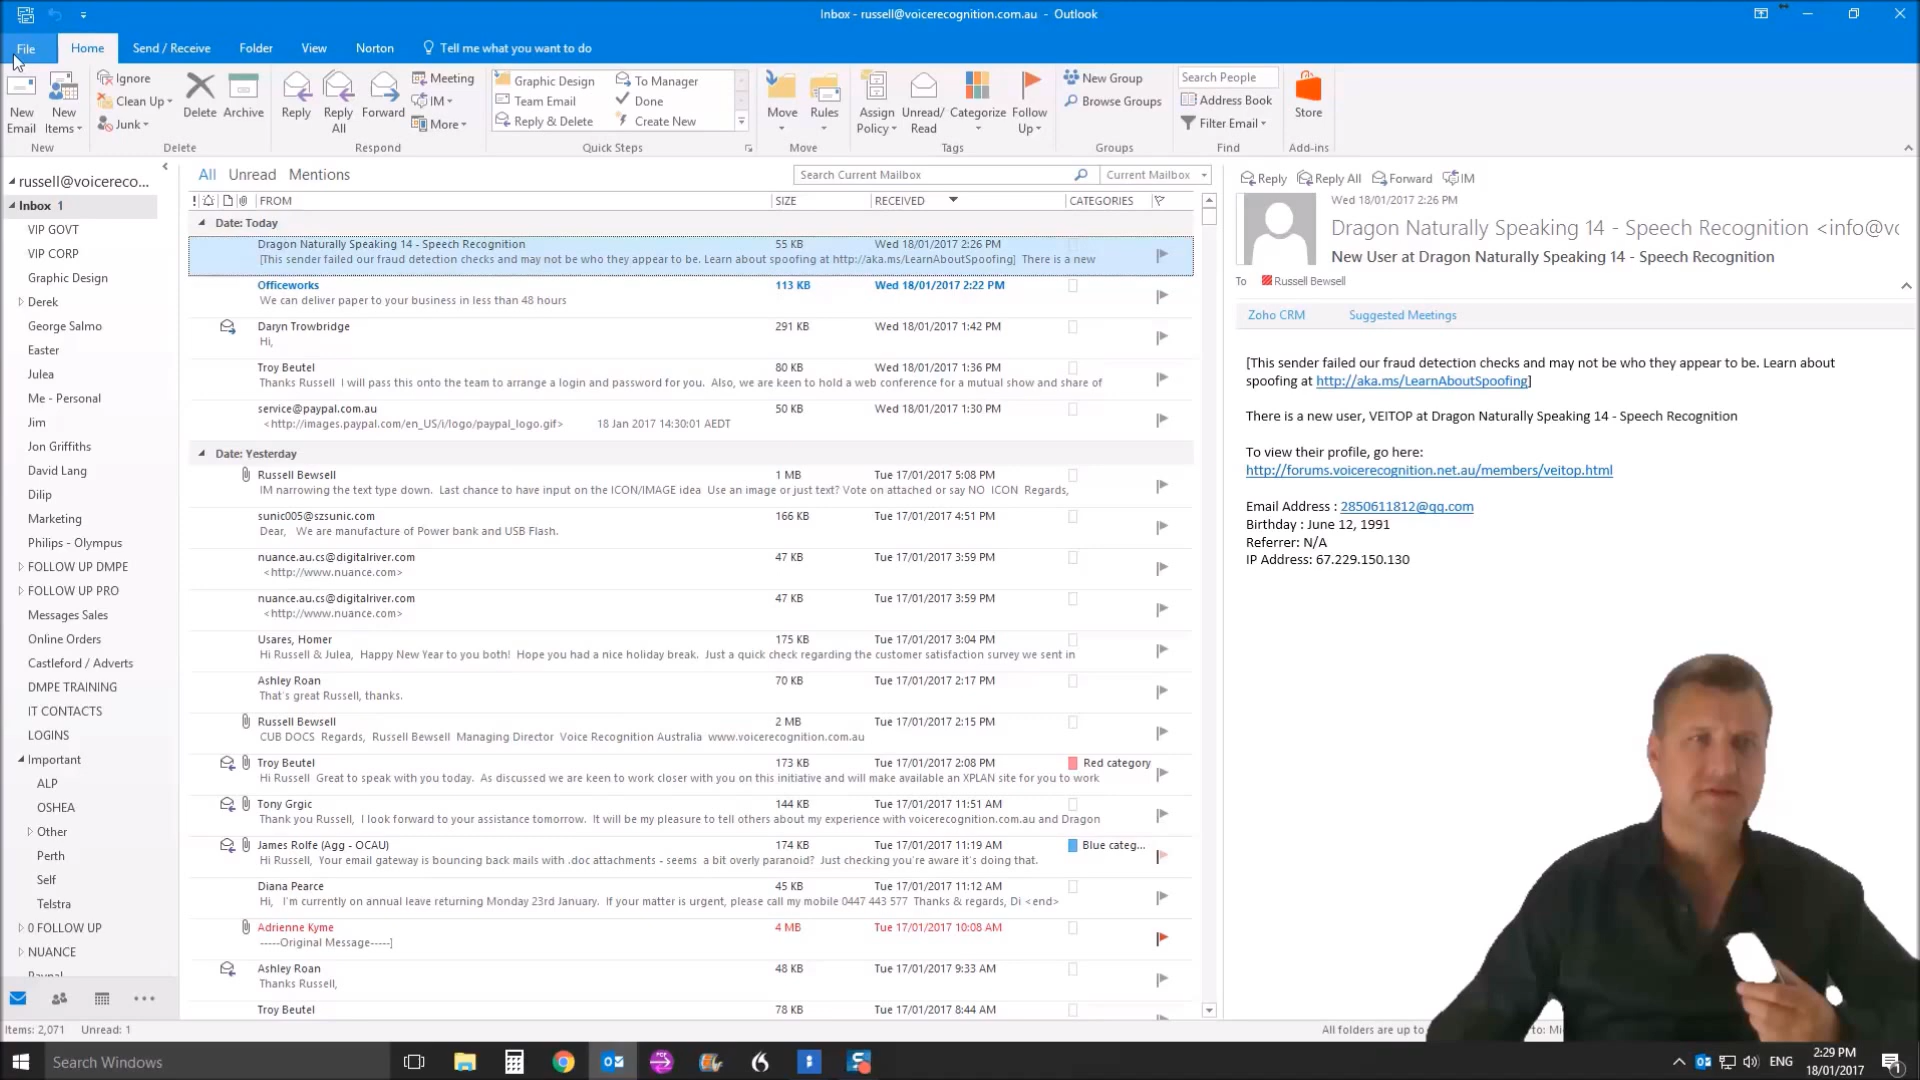 Inbox - russell@voicerecognition.com.au - Outlook
File
Home
Send / Receive
Folder
View
Norton
Tell me what you want to do
New Email
New Items
New
Ignore
Clean Up
Junk
Delete
Archive
Delete
Reply
Reply All
Forward
Meeting
IM
More
Respond
Graphic Design
Team Email
Reply & Delete
To Manager
Done
Create New
Quick Steps
Move
Rules
Move
Assign Policy
Unread/ Read
Categorize
Follow Up
Tags
New Group
Browse Groups
Groups
Search People
Address Book
Filter Email
Find
Store
Add-ins
russell@voicereco...
Inbox 1
VIP GOVT
VIP CORP
Graphic Design
Derek
George Salmo
Easter
Julea
Me - Personal
Jim
Jon Griffiths
David Lang
Dilip
Marketing
Philips - Olympus
FOLLOW UP DMPE
FOLLOW UP PRO
Messages Sales
Online Orders
Castleford / Adverts
DMPE TRAINING
IT CONTACTS
LOGINS
Important
ALP
OSHEA
Other
Perth
Self
Telstra
0 FOLLOW UP
NUANCE
Paypal
All Unread Mentions
Search Current Mailbox
Current Mailbox
FROM SIZE RECEIVED CATEGORIES
Date: Today
Dragon Naturally Speaking 14 - Speech Recognition 55 KB Wed 18/01/2017 2:26 PM
[This sender failed our fraud detection checks and may not be who they appear to be. Learn about spoofing at http://aka.ms/LearnAboutSpoofing] There is a new
Officeworks 113 KB Wed 18/01/2017 2:22 PM
We can deliver paper to your business in less than 48 hours
Daryn Trowbridge 291 KB Wed 18/01/2017 1:42 PM
Hi,
Troy Beutel 80 KB Wed 18/01/2017 1:36 PM
Thanks Russell I will pass this onto the team to arrange a login and password for you. Also, we are keen to hold a web conference for a mutual show and share of
service@paypal.com.au 50 KB Wed 18/01/2017 1:30 PM
<http://images.paypal.com/en_US/i/logo/paypal_logo.gif> 18 Jan 2017 14:30:01 AEDT
Date: Yesterday
Russell Bewsell 1 MB Tue 17/01/2017 5:08 PM
IM narrowing the text type down. Last chance to have input on the ICON/IMAGE idea Use an image or just text? Vote on attached or say NO ICON Regards,
sunic005@szsunic.com 166 KB Tue 17/01/2017 4:51 PM
Dear, We are manufacture of Power bank and USB Flash.
nuance.au.cs@digitalriver.com 47 KB Tue 17/01/2017 3:59 PM
<http://www.nuance.com>
nuance.au.cs@digitalriver.com 47 KB Tue 17/01/2017 3:59 PM
<http://www.nuance.com>
Usares, Homer 175 KB Tue 17/01/2017 3:04 PM
Hi Russell & Julea, Happy New Year to you both! Hope you had a nice holiday break. Just a quick check regarding the customer satisfaction survey we sent in
Ashley Roan 70 KB Tue 17/01/2017 2:17 PM
That's great Russell, thanks.
Russell Bewsell 2 MB Tue 17/01/2017 2:15 PM
CUB DOCS Regards, Russell Bewsell Managing Director Voice Recognition Australia www.voicerecognition.com.au
Troy Beutel 173 KB Tue 17/01/2017 2:08 PM Red category
Hi Russell Great to speak with you today. As discussed we are keen to work closer with you on this initiative and will make available an XPLAN site for you to work
Tony Grgic 144 KB Tue 17/01/2017 11:51 AM
Thank you Russell, I look forward to your assistance tomorrow. It will be my pleasure to tell others about my experience with voicerecognition.com.au and Dragon
James Rolfe (Agg - OCAU) 174 KB Tue 17/01/2017 11:19 AM Blue categ...
Hi Russell, Your email gateway is bouncing back mails with .doc attachments - seems a bit overly paranoid? Just checking you're aware it's doing that.
Diana Pearce 45 KB Tue 17/01/2017 11:12 AM
Hi, I'm currently on annual leave returning Monday 23rd January. If your matter is urgent, please call my mobile 0447 443 577 Thanks & regards, Di <end>
Adrienne Kyme 4 MB Tue 17/01/2017 10:08 AM
-----Original Message-----]
Ashley Roan 48 KB Tue 17/01/2017 9:33 AM
Thanks Russell,
Troy Beutel 78 KB Tue 17/01/2017 8:44 AM
Reply Reply All Forward IM
Wed 18/01/2017 2:26 PM
Dragon Naturally Speaking 14 - Speech Recognition <info@vo
New User at Dragon Naturally Speaking 14 - Speech Recognition
To Russell Bewsell
Zoho CRM Suggested Meetings
[This sender failed our fraud detection checks and may not be who they appear to be. Learn about
spoofing at http://aka.ms/LearnAboutSpoofing]
There is a new user, VEITOP at Dragon Naturally Speaking 14 - Speech Recognition
To view their profile, go here:
http://forums.voicerecognition.net.au/members/veitop.html
Email Address : 2850611812@qq.com
Birthday : June 12, 1991
Referrer: N/A
IP Address: 67.229.150.130
Items: 2,071 Unread: 1
All folders are up to to: Mi
Search Windows
ENG
2:29 PM
18/01/2017